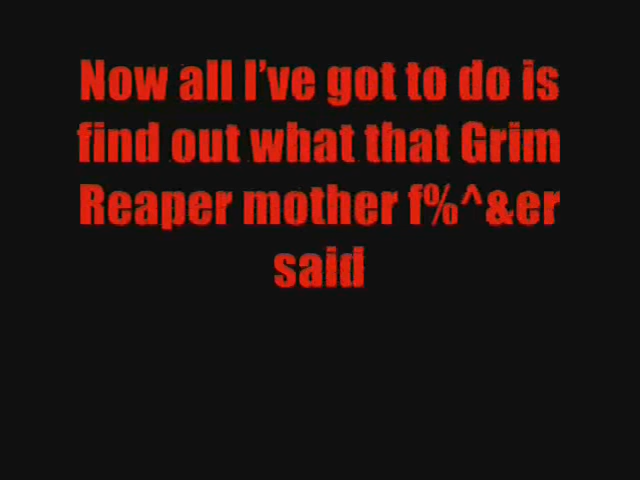 Now all I’ve got to do is
find out what that Grim
Reaper mother f%^&er
said